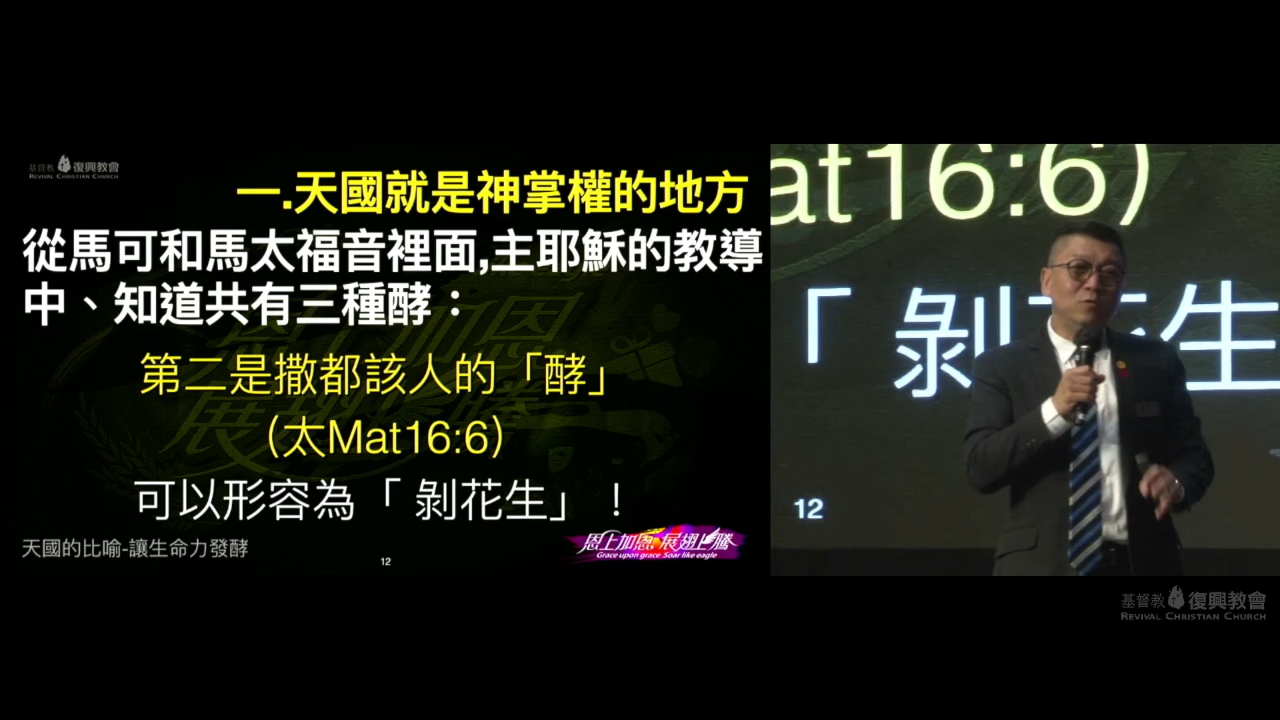 基督教 復興教會
REVIVAL CHRISTIAN CHURCH
一.天國就是神掌權的地方
從馬可和馬太福音裡面,主耶穌的教導
中、知道共有三種酵：
第二是撒都該人的「酵」
（太Mat16:6）
可以形容為「 剝花生」 ！
天國的比喻-讓生命力發酵
12
恩上加恩 展翅上騰
Grace upon grace Soar like eagle
at16:6）
「 剝花生
12
基督教 復興教會
REVIVAL CHRISTIAN CHURCH